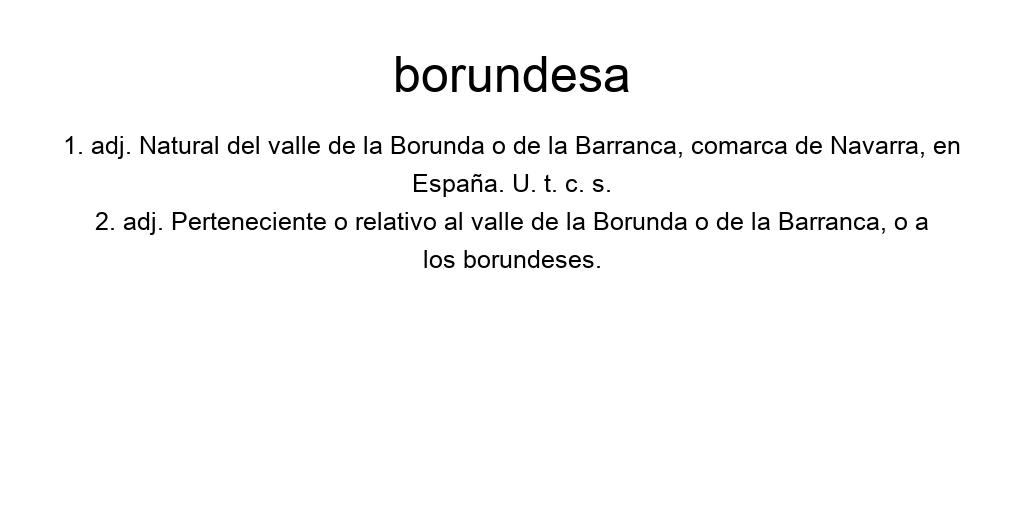 borundesa
1. adj. Natural del valle de la Borunda o de la Barranca, comarca de Navarra, en
España. U. t. c. s.
2. adj. Perteneciente o relativo al valle de la Borunda o de la Barranca, o a
los borundeses.